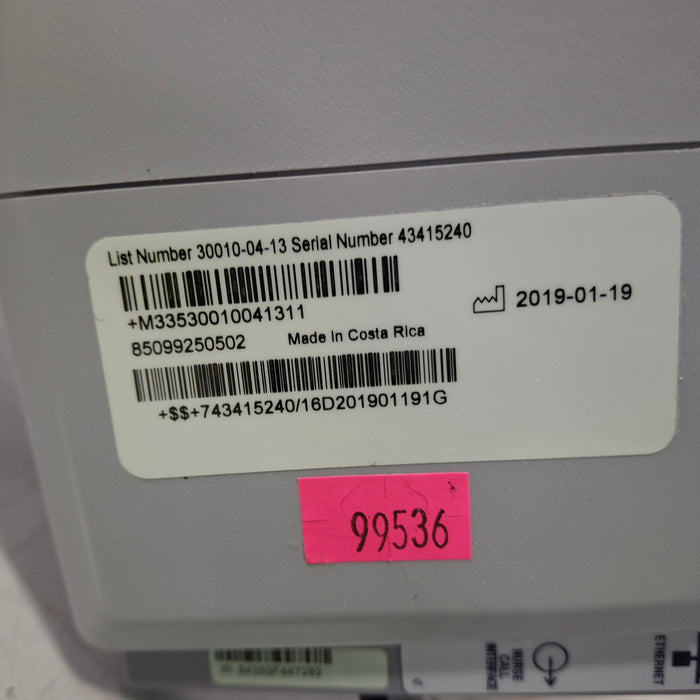 List Number 30010-04-13 Serial Number 43415240
+M33530010041311
2019-01-19
85099250502 Made in Costa Rica
+$$+743415240/16D201901191G
99536
NURSE
CALL
INTERFACE
ETHERNET
G